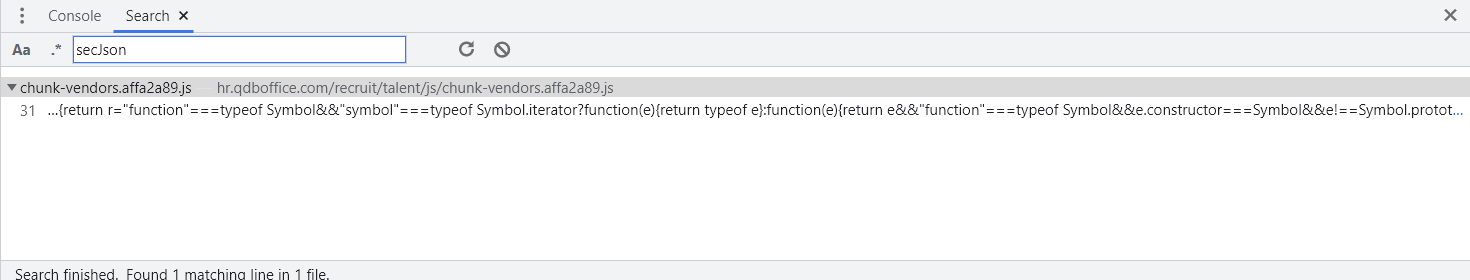 Console Search ×
Aa .* secJson
chunk-vendors.affa2a89.js — hr.qdboffice.com/recruit/talent/js/chunk-vendors.affa2a89.js
31 ...{return r="function"===typeof Symbol&&"symbol"===typeof Symbol.iterator?function(e){return typeof e}:function(e){return e&&"function"===typeof Symbol&&e.constructor===Symbol&&e!==Symbol.protot...
Search finished. Found 1 matching line in 1 file.